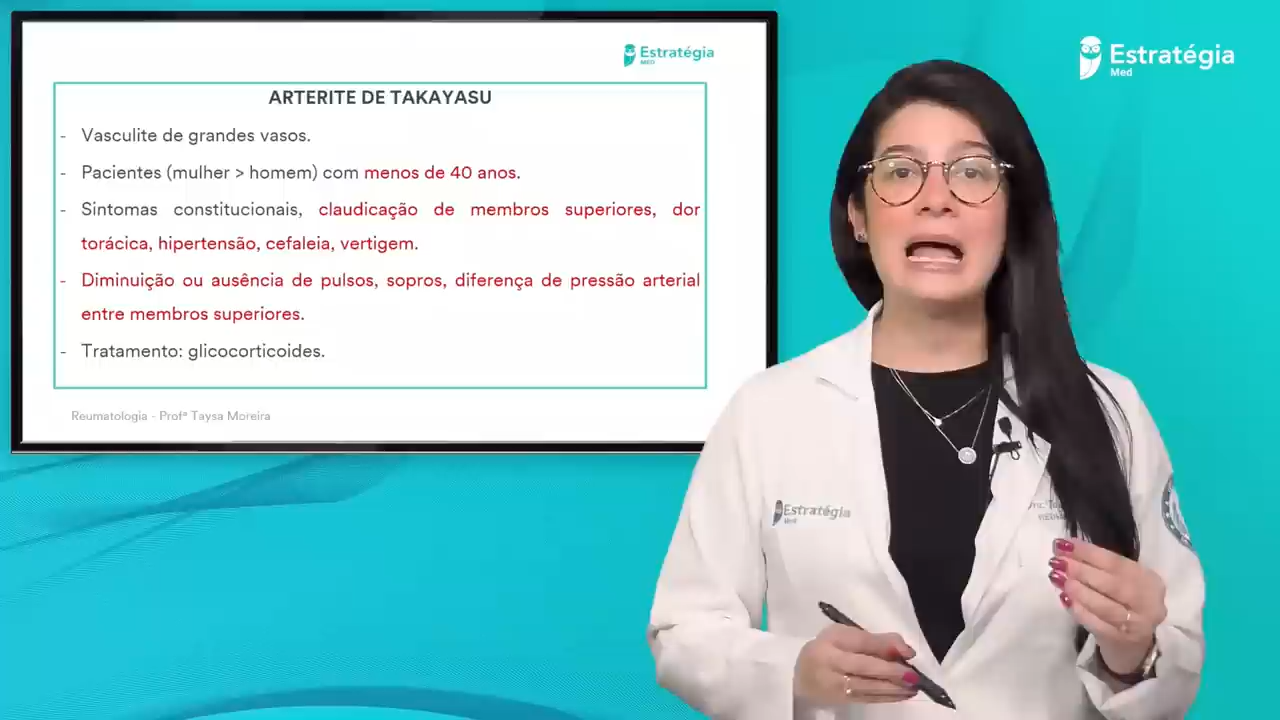 Estratégia
MED
ARTERITE DE TAKAYASU
- Vasculite de grandes vasos.
- Pacientes (mulher > homem) com menos de 40 anos.
- Sintomas constitucionais, claudicação de membros superiores, dor
torácica, hipertensão, cefaleia, vertigem.
- Diminuição ou ausência de pulsos, sopros, diferença de pressão arterial
entre membros superiores.
- Tratamento: glicocorticoides.
Reumatologia - Profª Taysa Moreira
Estratégia
Med
Estratégia
Med